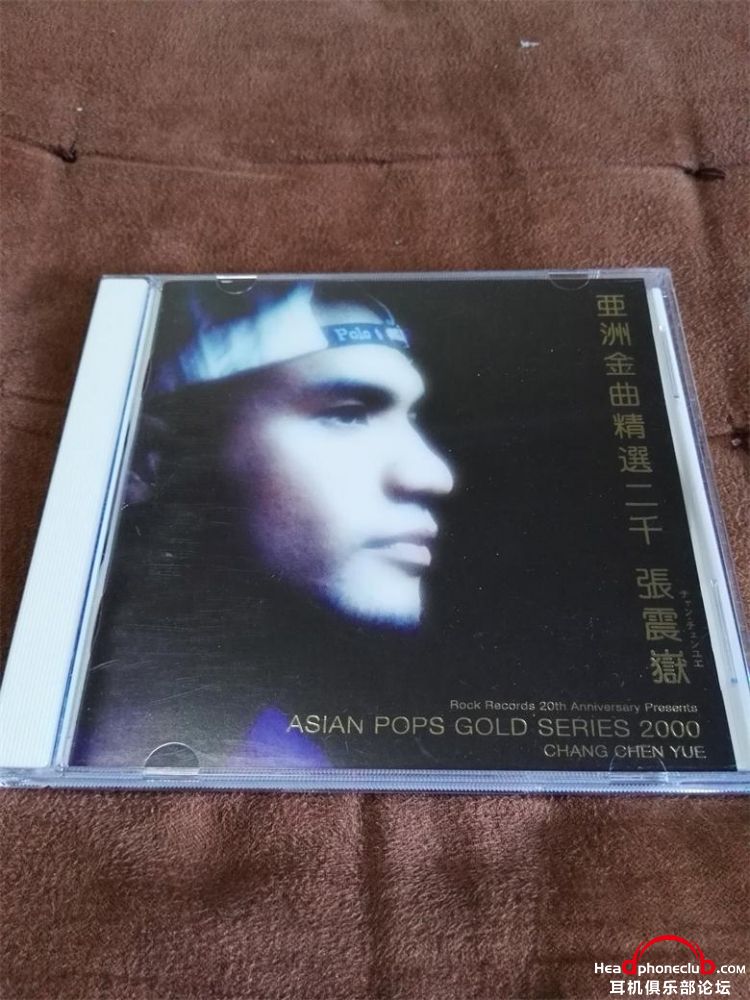 Polo
亜洲金曲精選二千 張震嶽
チャン・チェンユエ
Rock Records 20th Anniversary Presents
ASIAN POPS GOLD SERIES 2000
CHANG CHEN YUE
HeadphoneclubB.COM
耳机俱乐部论坛